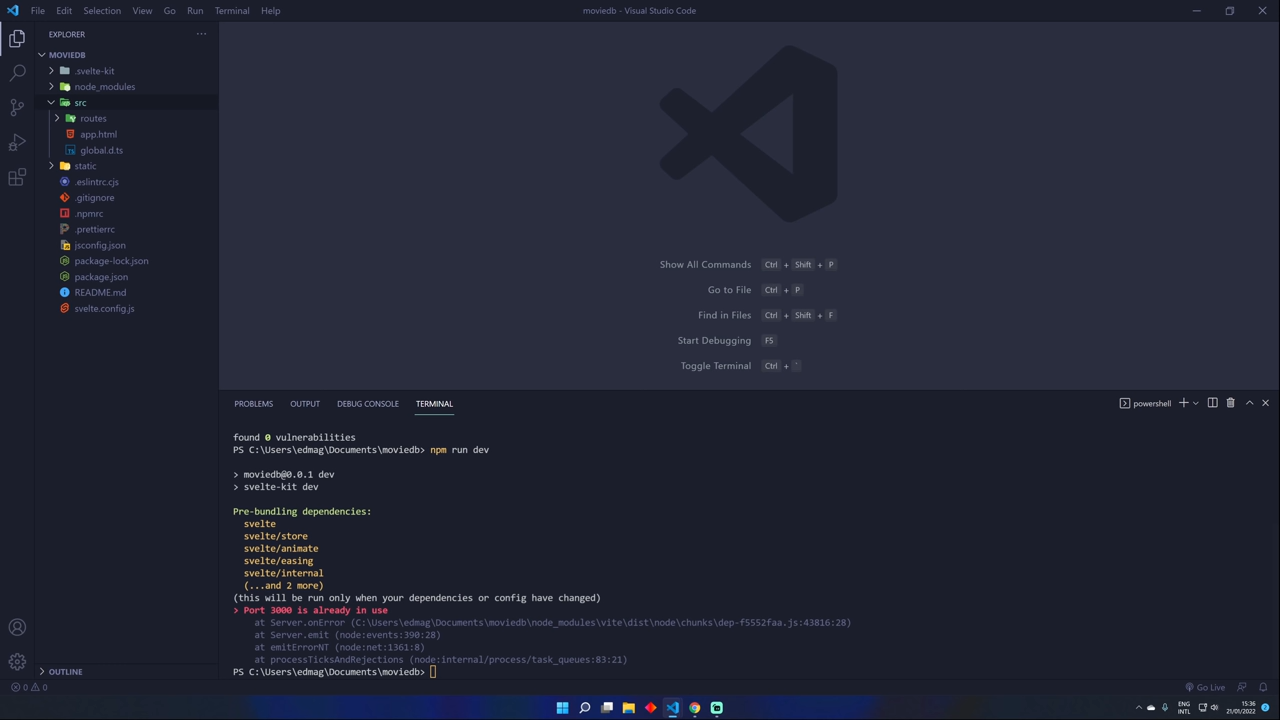 File Edit Selection View Go Run Terminal Help
moviedb - Visual Studio Code
EXPLORER
MOVIEDB
.svelte-kit
node_modules
src
routes
app.html
global.d.ts
static
.eslintrc.cjs
.gitignore
.npmrc
.prettierrc
jsconfig.json
package-lock.json
package.json
README.md
svelte.config.js
OUTLINE
Show All Commands Ctrl + Shift + P
Go to File Ctrl + P
Find in Files Ctrl + Shift + F
Start Debugging F5
Toggle Terminal Ctrl + `
PROBLEMS OUTPUT DEBUG CONSOLE TERMINAL
powershell
found 0 vulnerabilities
PS C:\Users\edmag\Documents\moviedb> npm run dev
> moviedb@0.0.1 dev
> svelte-kit dev
Pre-bundling dependencies:
svelte
svelte/store
svelte/animate
svelte/easing
svelte/internal
(...and 2 more)
(this will be run only when your dependencies or config have changed)
> Port 3000 is already in use
at Server.onError (C:\Users\edmag\Documents\moviedb\node_modules\vite\dist\node\chunks\dep-f5552faa.js:43816:28)
at Server.emit (node:events:390:28)
at emitErrorNT (node:net:1361:8)
at processTicksAndRejections (node:internal/process/task_queues:83:21)
PS C:\Users\edmag\Documents\moviedb>
0 0
Go Live
ENG
INTL
15:36
21/01/2022
2